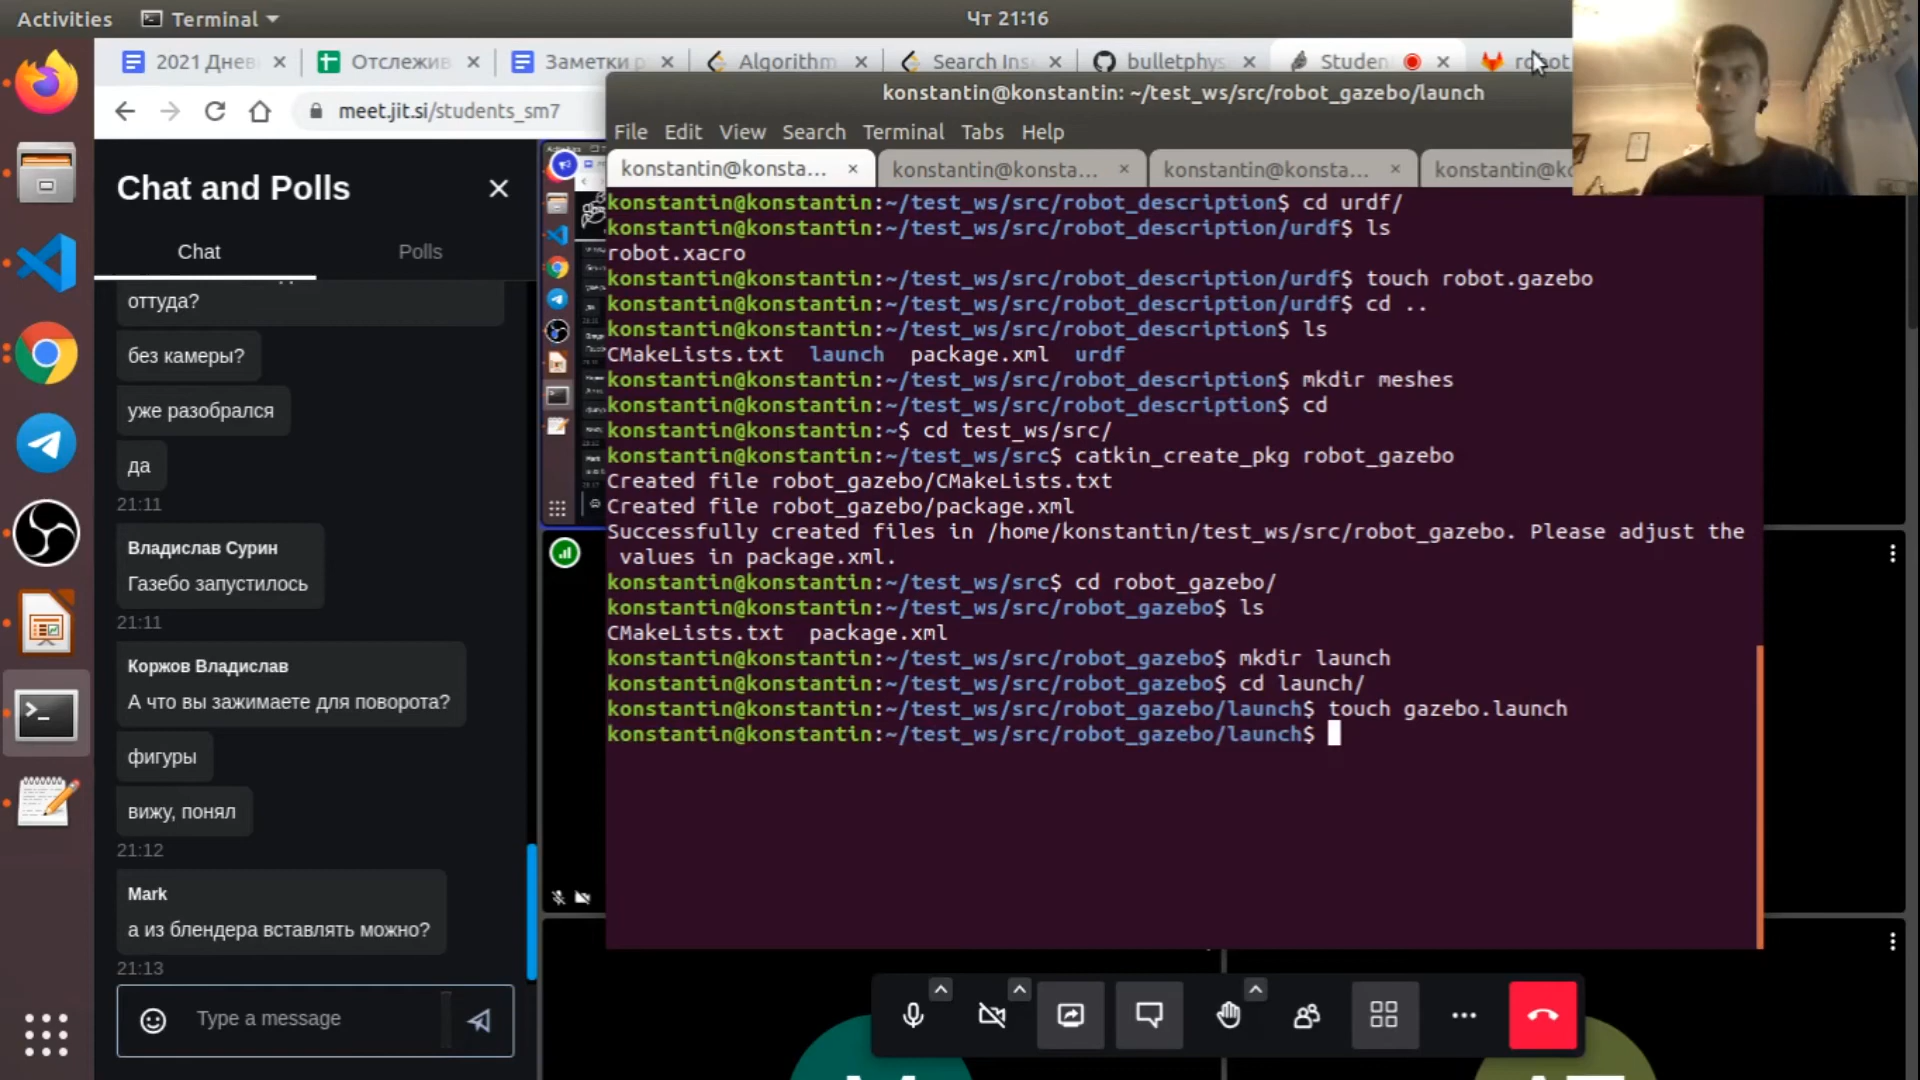 Activities
Terminal
Чт 21:16
2021 Днев
Отслежив
Заметки р
Algorithm
Search Ins
bulletphys
Studen
robot
meet.jit.si/students_sm7
konstantin@konstantin: ~/test_ws/src/robot_gazebo/launch
File Edit View Search Terminal Tabs Help
konstantin@konsta...
konstantin@konsta...
konstantin@konsta...
konstantin@ko
Chat and Polls
Chat
Polls
оттуда?
без камеры?
уже разобрался
да
21:11
Владислав Сурин
Газебо запустилось
21:11
Коржов Владислав
А что вы зажимаете для поворота?
фигуры
вижу, понял
21:12
Mark
а из блендера вставлять можно?
21:13
Type a message
konstantin@konstantin:~/test_ws/src/robot_description$ cd urdf/
konstantin@konstantin:~/test_ws/src/robot_description/urdf$ ls
robot.xacro
konstantin@konstantin:~/test_ws/src/robot_description/urdf$ touch robot.gazebo
konstantin@konstantin:~/test_ws/src/robot_description/urdf$ cd ..
konstantin@konstantin:~/test_ws/src/robot_description$ ls
CMakeLists.txt launch package.xml urdf
konstantin@konstantin:~/test_ws/src/robot_description$ mkdir meshes
konstantin@konstantin:~/test_ws/src/robot_description$ cd
konstantin@konstantin:~$ cd test_ws/src/
konstantin@konstantin:~/test_ws/src$ catkin_create_pkg robot_gazebo
Created file robot_gazebo/CMakeLists.txt
Created file robot_gazebo/package.xml
Successfully created files in /home/konstantin/test_ws/src/robot_gazebo. Please adjust the
values in package.xml.
konstantin@konstantin:~/test_ws/src$ cd robot_gazebo/
konstantin@konstantin:~/test_ws/src/robot_gazebo$ ls
CMakeLists.txt package.xml
konstantin@konstantin:~/test_ws/src/robot_gazebo$ mkdir launch
konstantin@konstantin:~/test_ws/src/robot_gazebo$ cd launch/
konstantin@konstantin:~/test_ws/src/robot_gazebo/launch$ touch gazebo.launch
konstantin@konstantin:~/test_ws/src/robot_gazebo/launch$